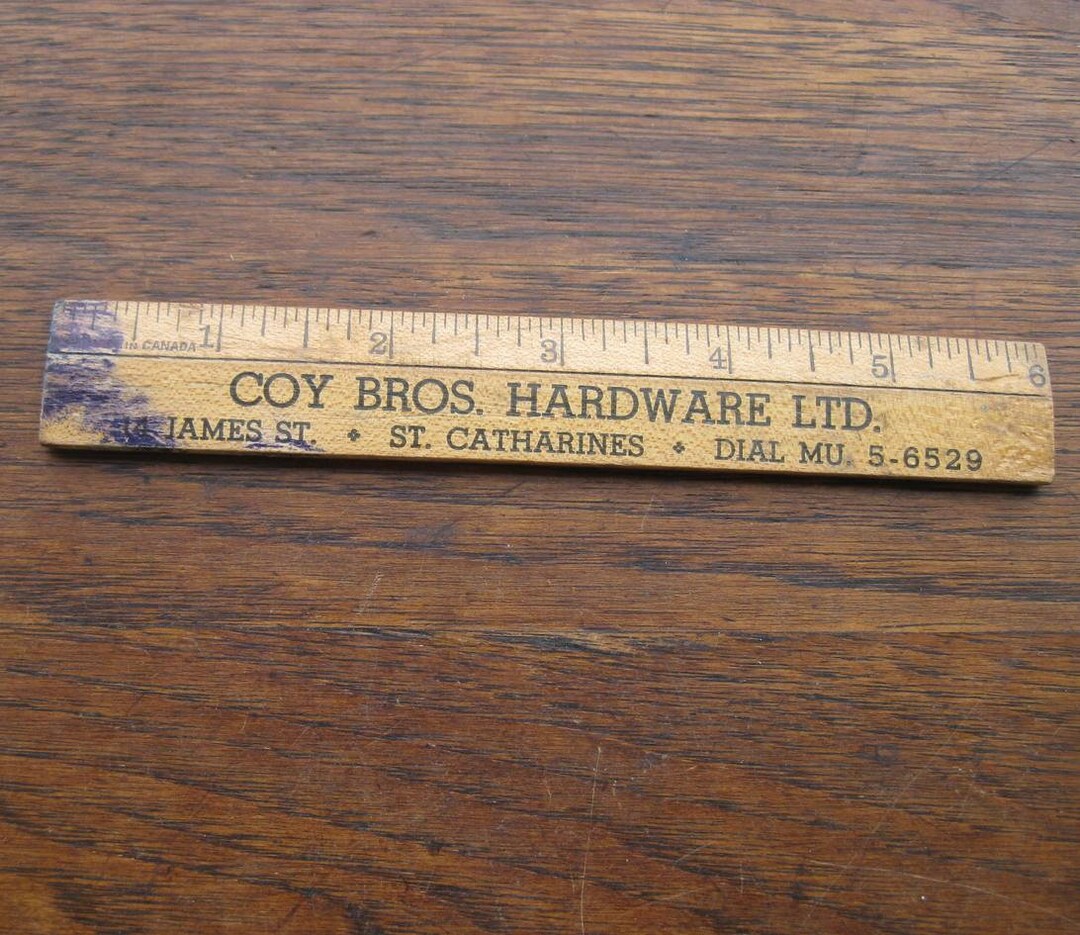 1 2 3 4 5 6
IN CANADA
COY BROS. HARDWARE LTD.
14 JAMES ST. ST. CATHARINES DIAL MU. 5-6529